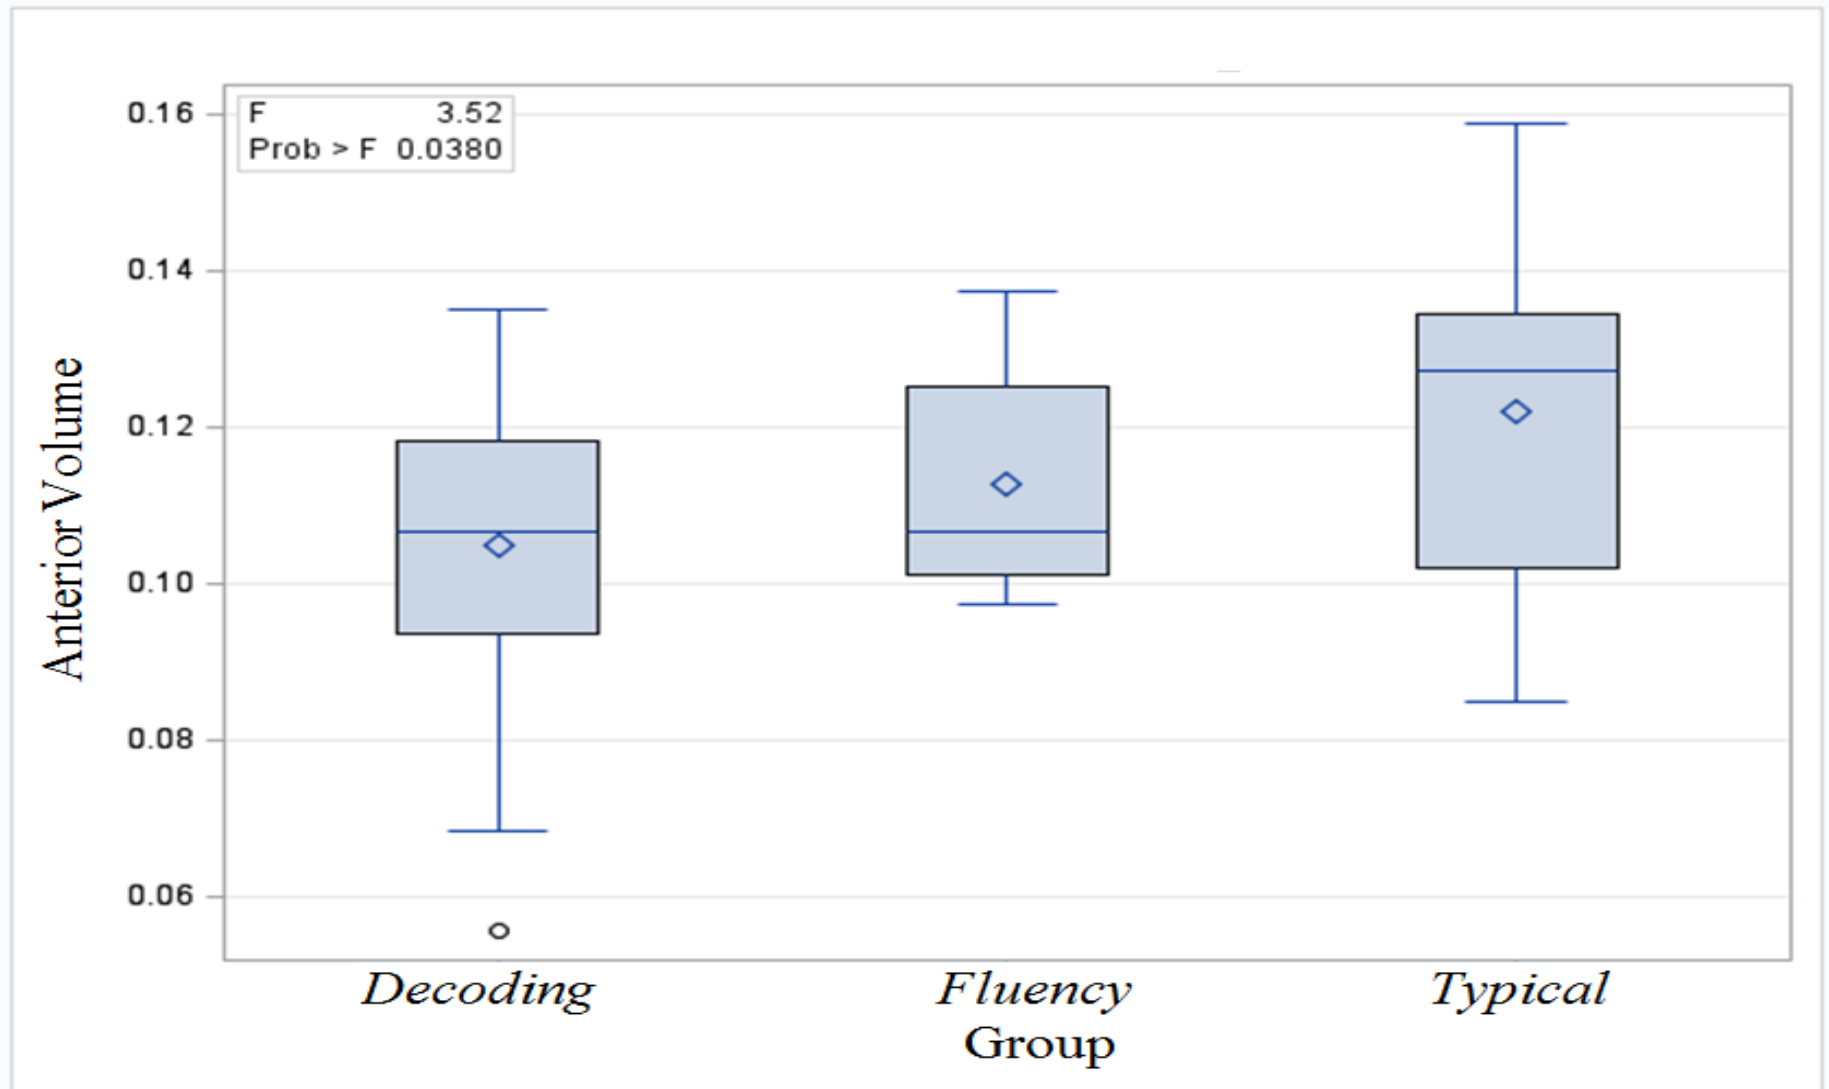 F 3.52
Prob > F 0.0380
0.16
0.14
0.12
0.10
0.08
0.06
Anterior Volume
Decoding Fluency Typical
Group